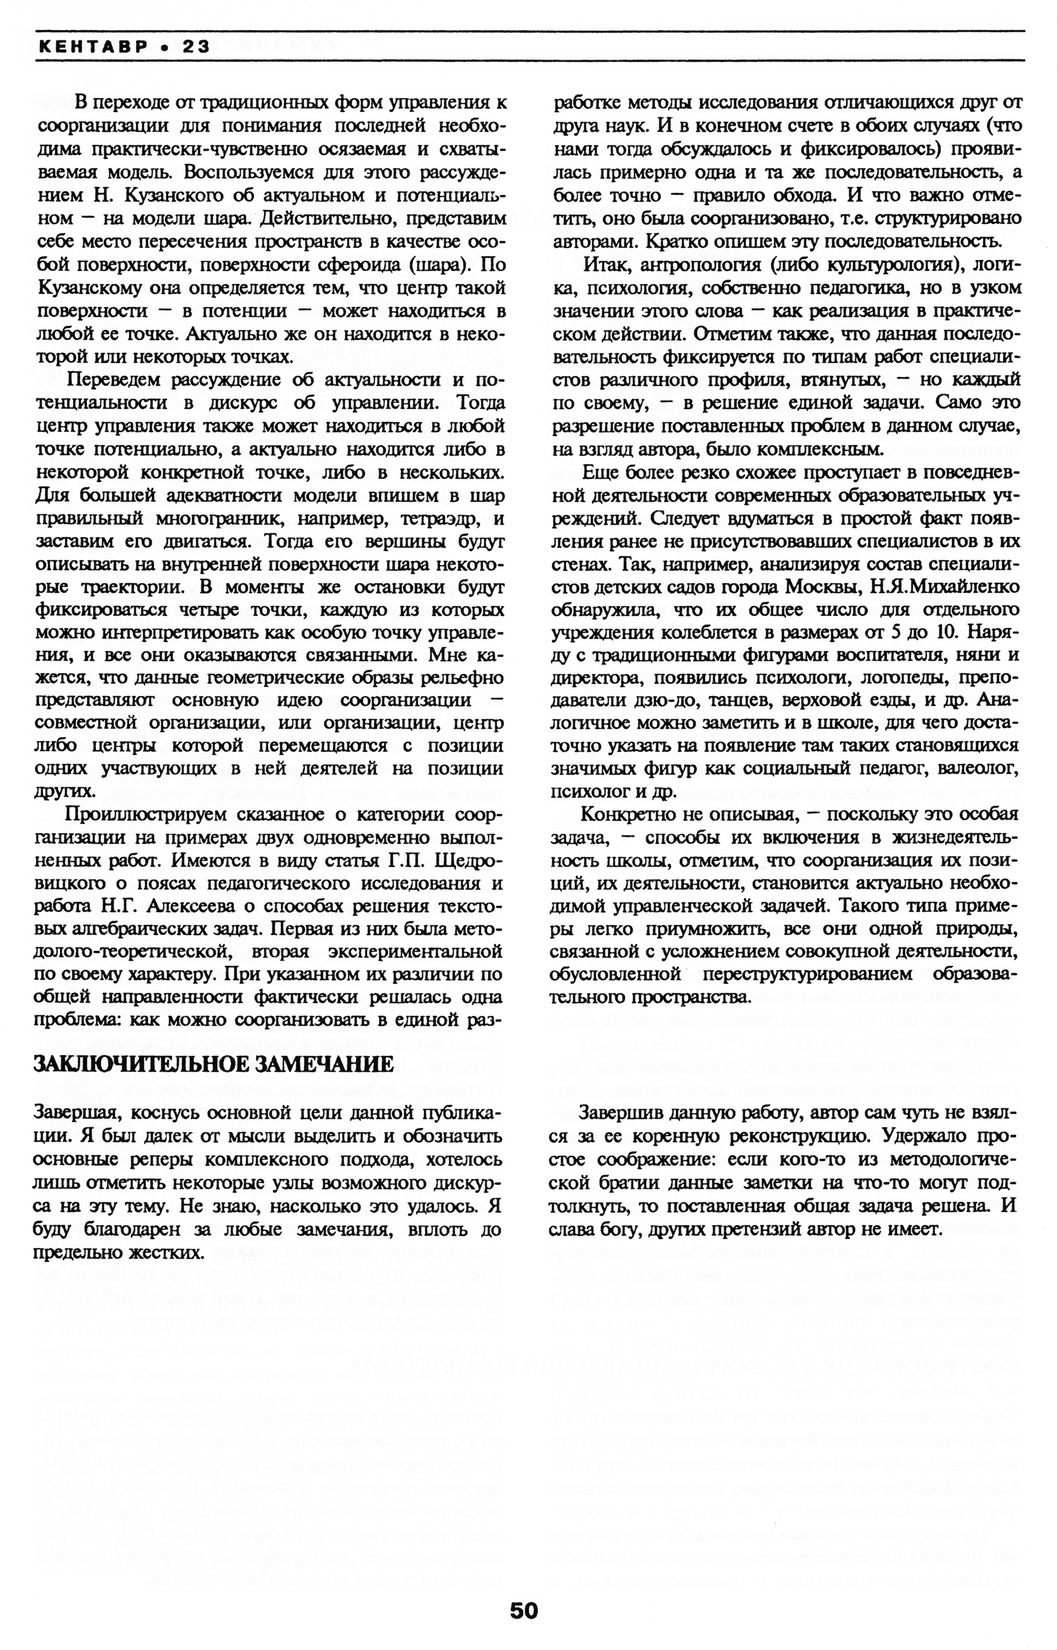 КЕНТАВР • 23
В переходе от традиционных форм управления к
соорганизации для понимания последней необхо-
дима практически-чувственно осязаемая и схваты-
ваемая модель. Воспользуемся для этого рассужде-
нием Н. Кузанского об актуальном и потенциаль-
ном — на модели шара. Действительно, представим
себе место пересечения пространств в качестве осо-
бой поверхности, поверхности сфероида (шара). По
Кузанскому она определяется тем, что центр такой
поверхности — в потенции — может находиться в
любой ее точке. Актуально же он находится в неко-
торой или некоторых точках.
Переведем рассуждение об актуальности и по-
тенциальности в дискурс об управлении. Тогда
центр управления также может находиться в любой
точке потенциально, а актуально находится либо в
некоторой конкретной точке, либо в нескольких.
Для большей адекватности модели впишем в шар
правильный многогранник, например, тетраэдр, и
заставим его двигаться. Тогда его вершины будут
описывать на внутренней поверхности шара некото-
рые траектории. В моменты же остановки будут
фиксироваться четыре точки, каждую из которых
можно интерпретировать как особую точку управле-
ния, и все они оказываются связанными. Мне ка-
жется, что данные геометрические образы рельефно
представляют основную идею соорганизации —
совместной организации, или организации, центр
либо центры которой перемещаются с позиции
одних участвующих в ней деятелей на позиции
других.
Проиллюстрируем сказанное о категории соор-
ганизации на примерах двух одновременно выпол-
ненных работ. Имеются в виду статья Г.П. Щедро-
вицкого о поясах педагогического исследования и
работа Н.Г. Алексеева о способах решения тексто-
вых алгебраических задач. Первая из них была мето-
долого-теоретической, вторая экспериментальной
по своему характеру. При указанном их различии по
общей направленности фактически решалась одна
проблема: как можно соорганизовать в единой раз-
работке методы исследования отличающихся друг от
друга наук. И в конечном счете в обоих случаях (что
нами тогда обсуждалось и фиксировалось) прояви-
лась примерно одна и та же последовательность, а
более точно — правило обхода. И что важно отме-
тить, оно была соорганизовано, т.е. структурировано
авторами. Кратко опишем эту последовательность.
Итак, антропология (либо культурология), логи-
ка, психология, собственно педагогика, но в узком
значении этого слова — как реализация в практиче-
ском действии. Отметим также, что данная последо-
вательность фиксируется по типам работ специали-
стов различного профиля, втянутых, — но каждый
по своему, — в решение единой задачи. Само это
разрешение поставленных проблем в данном случае,
на взгляд автора, было комплексным.
Еще более резко схожее проступает в повседнев-
ной деятельности современных образовательных уч-
реждений. Следует вдуматься в простой факт появ-
ления ранее не присутствовавших специалистов в их
стенах. Так, например, анализируя состав специали-
стов детских садов города Москвы, Н.Я.Михайленко
обнаружила, что их общее число для отдельного
учреждения колеблется в размерах от 5 до 10. Наря-
ду с традиционными фигурами воспитателя, няни и
директора, появились психологи, логопеды, препо-
даватели дзю-до, танцев, верховой езды, и др. Ана-
логичное можно заметить и в школе, для чего доста-
точно указать на появление там таких становящихся
значимых фигур как социальный педагог, валеолог,
психолог и др.
Конкретно не описывая, — поскольку это особая
задача, — способы их включения в жизнедеятель-
ность школы, отметим, что соорганизация их пози-
ций, их деятельности, становится актуально необхо-
димой управленческой задачей. Такого типа приме-
ры легко приумножить, все они одной природы,
связанной с усложнением совокупной деятельности,
обусловленной переструктурированием образова-
тельного пространства.
ЗАКЛЮЧИТЕЛЬНОЕ ЗАМЕЧАНИЕ
Завершая, коснусь основной цели данной публика-
ции. Я был далек от мысли выделить и обозначить
основные реперы комплексного подхода, хотелось
лишь отметить некоторые узлы возможного дискур-
са на эту тему. Не знаю, насколько это удалось. Я
буду благодарен за любые замечания, вплоть до
предельно жестких.
Завершив данную работу, автор сам чуть не взял-
ся за ее коренную реконструкцию. Удержало про-
стое соображение: если кого-то из методологиче-
ской братии данные заметки на что-то могут под-
толкнуть, то поставленная общая задача решена. И
слава богу, других претензий автор не имеет.
50